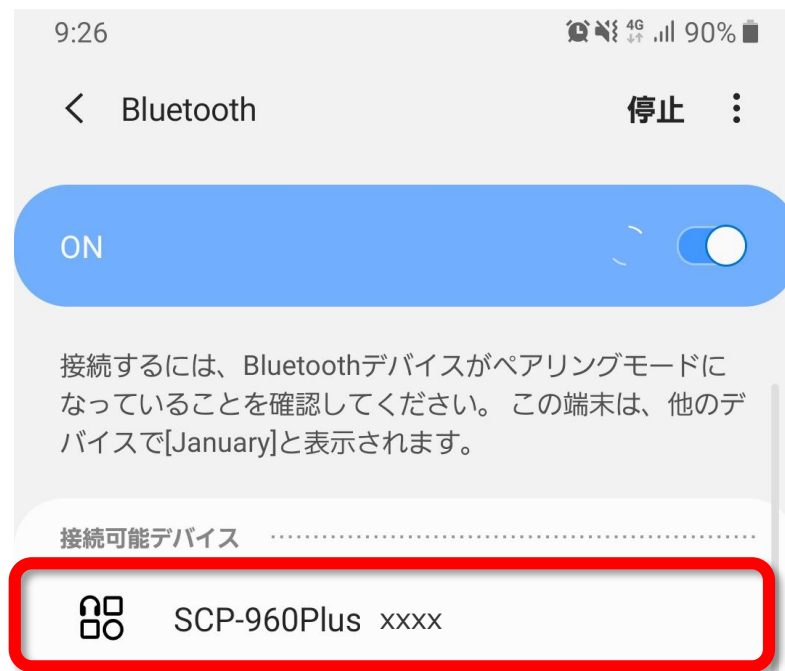 9:26 4G 90%
Bluetooth 停止
ON
接続するには、Bluetoothデバイスがペアリングモードに
なっていることを確認してください。 この端末は、他のデ
バイスで[January]と表示されます。
接続可能デバイス
SCP-960Plus xxxx